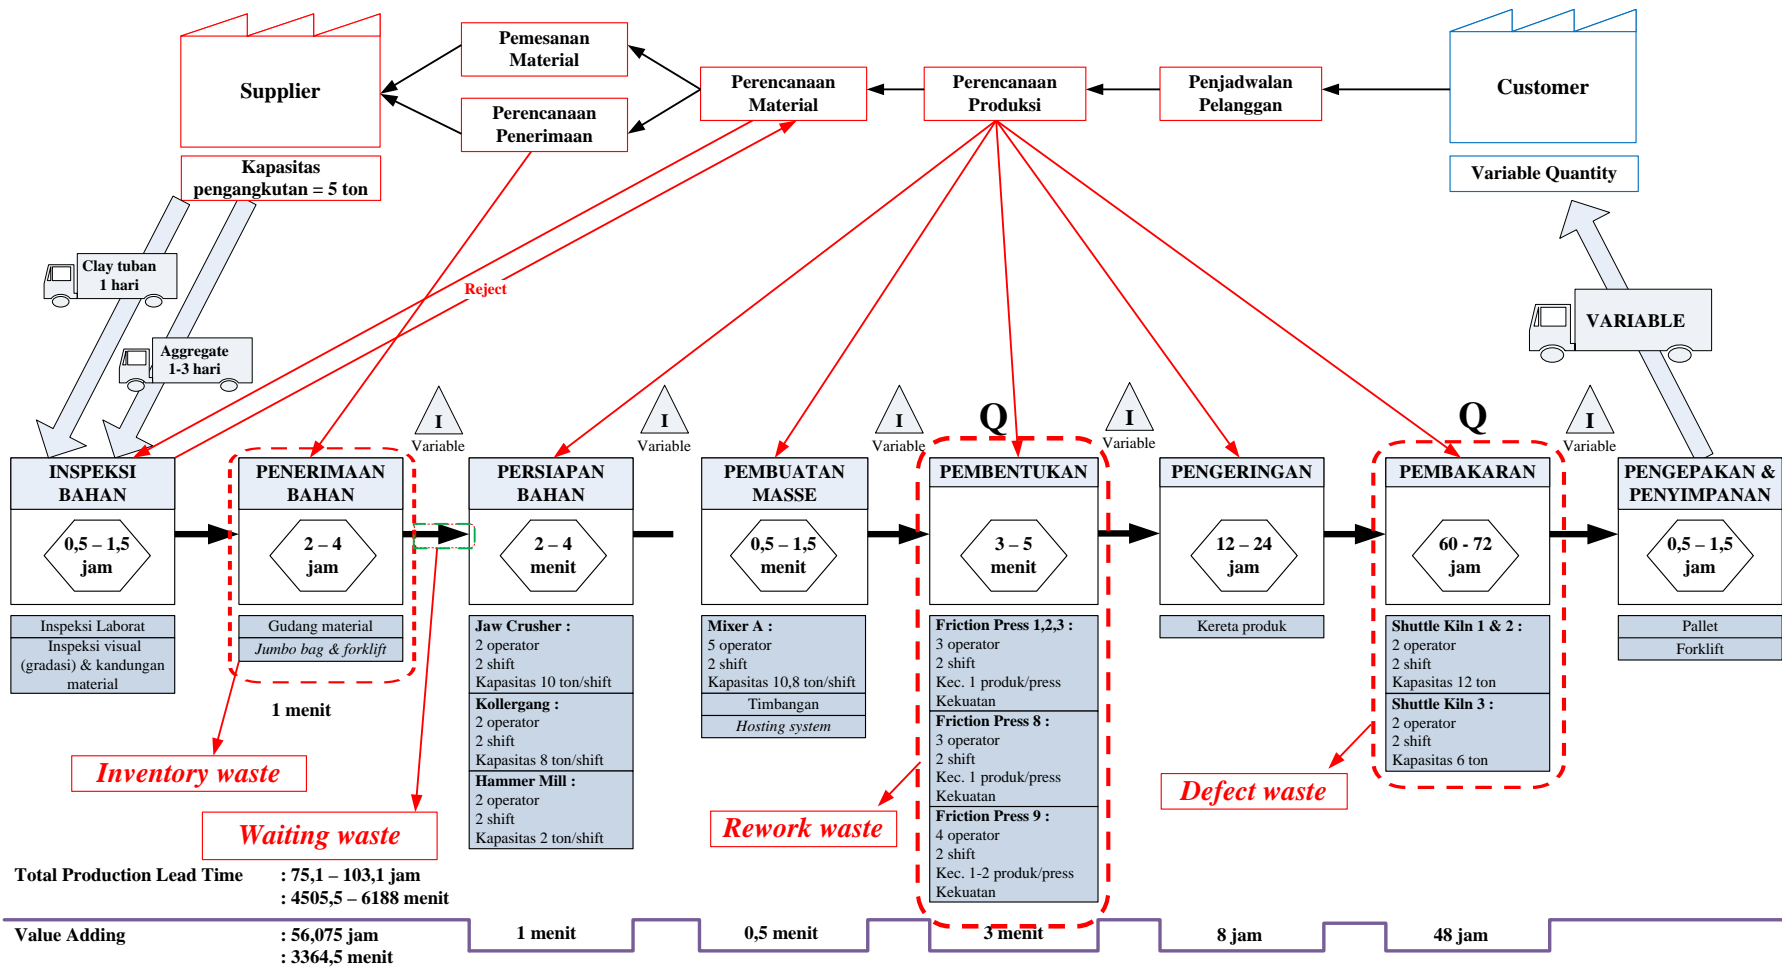 Supplier
Kapasitas
pengangkutan = 5 ton
Pemesanan
Material
Perencanaan
Penerimaan
Perencanaan
Material
Perencanaan
Produksi
Penjadwalan
Pelanggan
Customer
Variable Quantity
Clay tuban
1 hari
Aggregate
1-3 hari
Reject
VARIABLE
I
Variable
I
Variable
I
Variable
Q
I
Variable
Q
I
Variable
INSPEKSI
BAHAN
0,5 – 1,5
jam
Inspeksi Laborat
Inspeksi visual
(gradasi) & kandungan
material
PENERIMAAN
BAHAN
2 – 4
jam
Gudang material
Jumbo bag & forklift
1 menit
PERSIAPAN
BAHAN
2 – 4
menit
Jaw Crusher :
2 operator
2 shift
Kapasitas 10 ton/shift
Kollergang :
2 operator
2 shift
Kapasitas 8 ton/shift
Hammer Mill :
2 operator
2 shift
Kapasitas 2 ton/shift
PEMBUATAN
MASSE
0,5 – 1,5
menit
Mixer A :
5 operator
2 shift
Kapasitas 10,8 ton/shift
Timbangan
Hosting system
PEMBENTUKAN
3 – 5
menit
Friction Press 1,2,3 :
3 operator
2 shift
Kec. 1 produk/press
Kekuatan
Friction Press 8 :
3 operator
2 shift
Kec. 1 produk/press
Kekuatan
Friction Press 9 :
4 operator
2 shift
Kec. 1-2 produk/press
Kekuatan
PENGERINGAN
12 – 24
jam
Kereta produk
PEMBAKARAN
60 - 72
jam
Shuttle Kiln 1 & 2 :
2 operator
2 shift
Kapasitas 12 ton
Shuttle Kiln 3 :
2 operator
2 shift
Kapasitas 6 ton
PENGEPAKAN &
PENYIMPANAN
0,5 – 1,5
jam
Pallet
Forklift
Inventory waste
Waiting waste
Rework waste
Defect waste
Total Production Lead Time : 75,1 – 103,1 jam
: 4505,5 – 6188 menit
Value Adding : 56,075 jam
: 3364,5 menit
1 menit
0,5 menit
3 menit
8 jam
48 jam